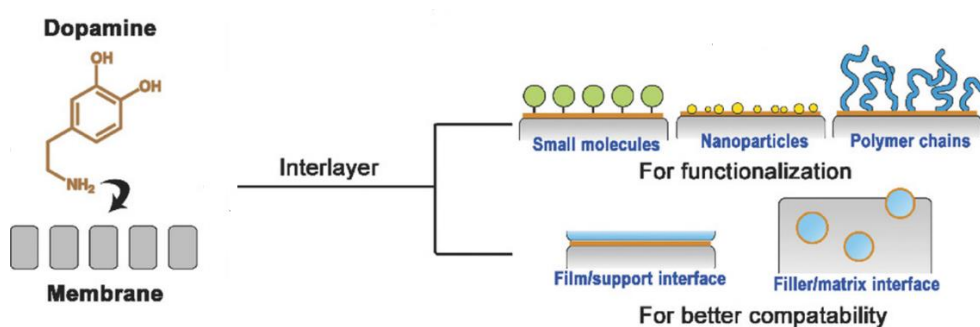 Dopamine
OH
OH
NH₂
Membrane
Interlayer
Small molecules
Nanoparticles
Polymer chains
For functionalization
Film/support interface
Filler/matrix interface
For better compatability